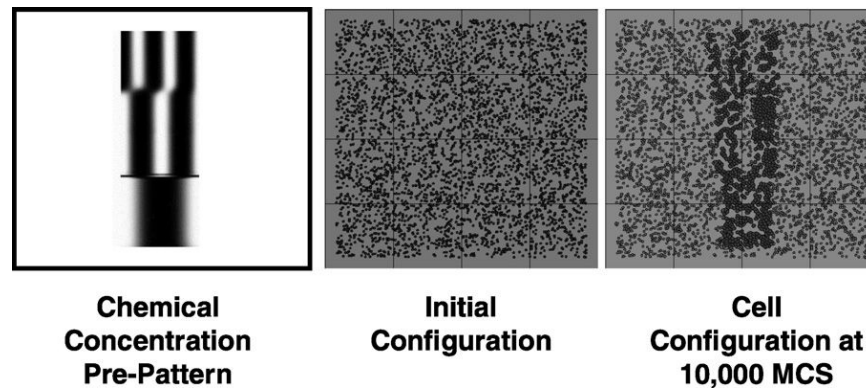 Chemical
Concentration
Pre-Pattern
Initial
Configuration
Cell
Configuration at
10,000 MCS